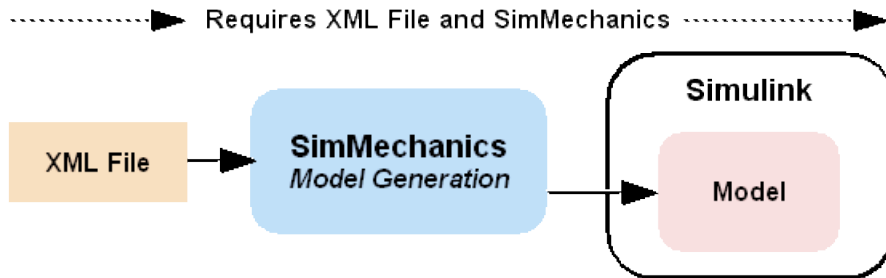 Requires XML File and SimMechanics
Simulink
XML File
SimMechanics
Model Generation
Model